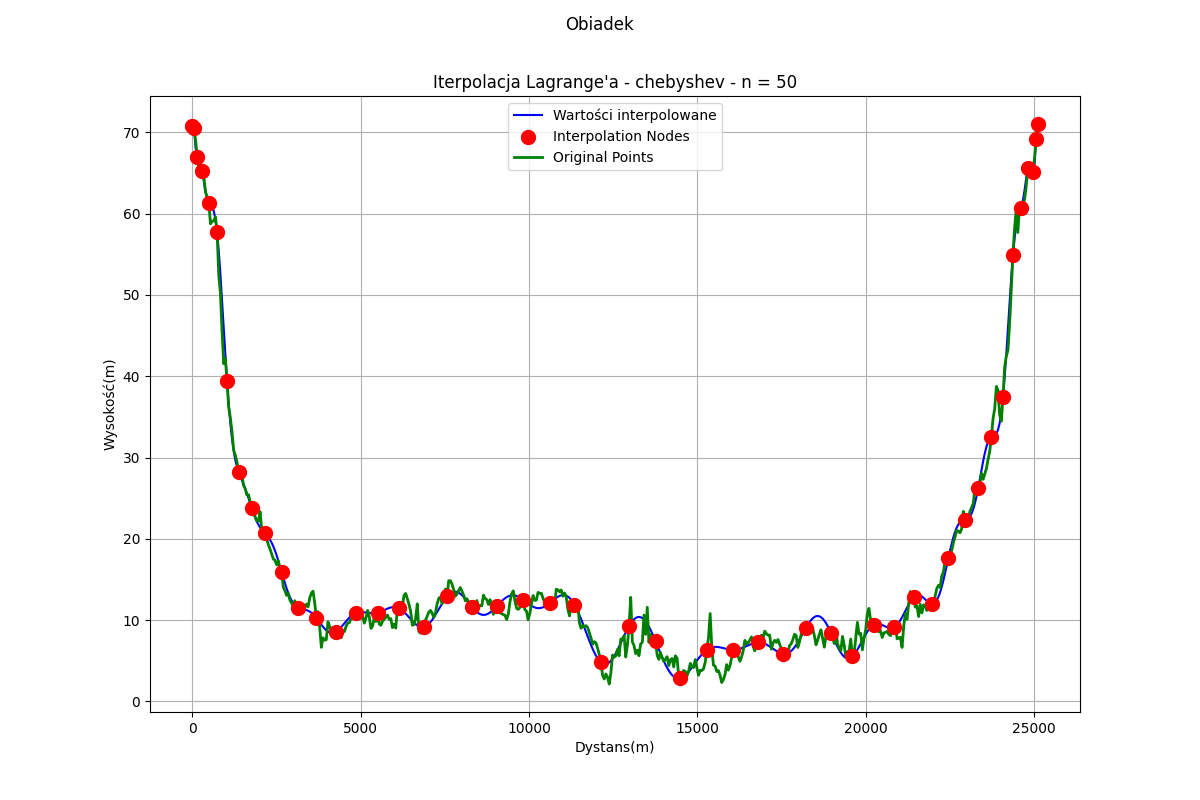 Obiadek
Iterpolacja Lagrange'a - chebyshev - n = 50
Wartości interpolowane
Interpolation Nodes
Original Points
Wysokość(m)
70
60
50
40
30
20
10
0
0 5000 10000 15000 20000 25000
Dystans(m)